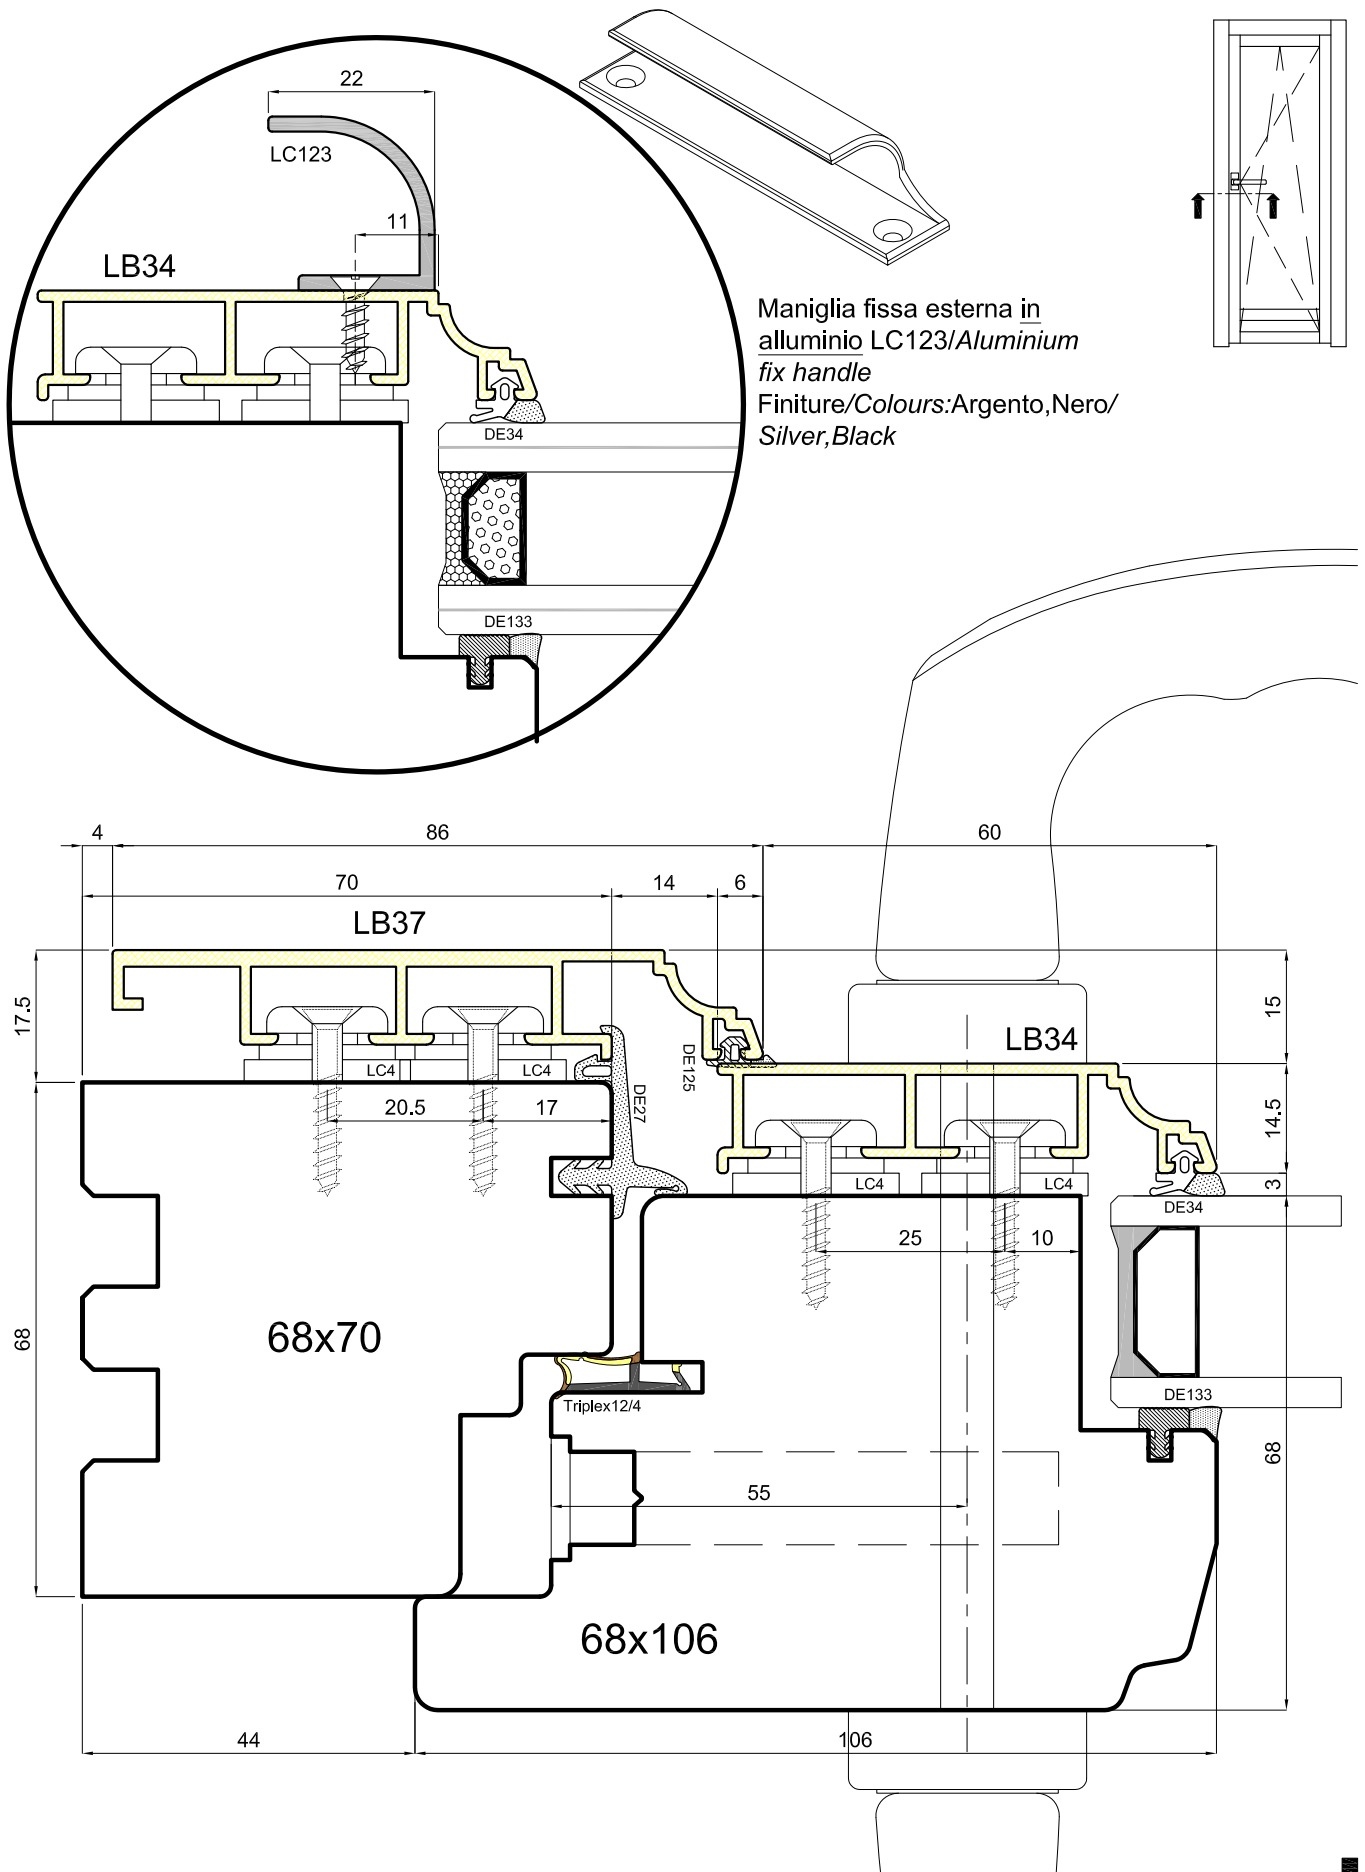 22
LC123
11
LB34
DE34
DE133
Maniglia fissa esterna in
alluminio LC123/Aluminium
fix handle
Finiture/Colours:Argento,Nero/
Silver,Black
4
86
60
70
14
6
LB37
17.5
15
LB34
DE125
LC4
LC4
DE27
20.5
17
14.5
LC4
LC4
3
DE34
25
10
68
68x70
DE133
Triplex12/4
68
55
68x106
44
106